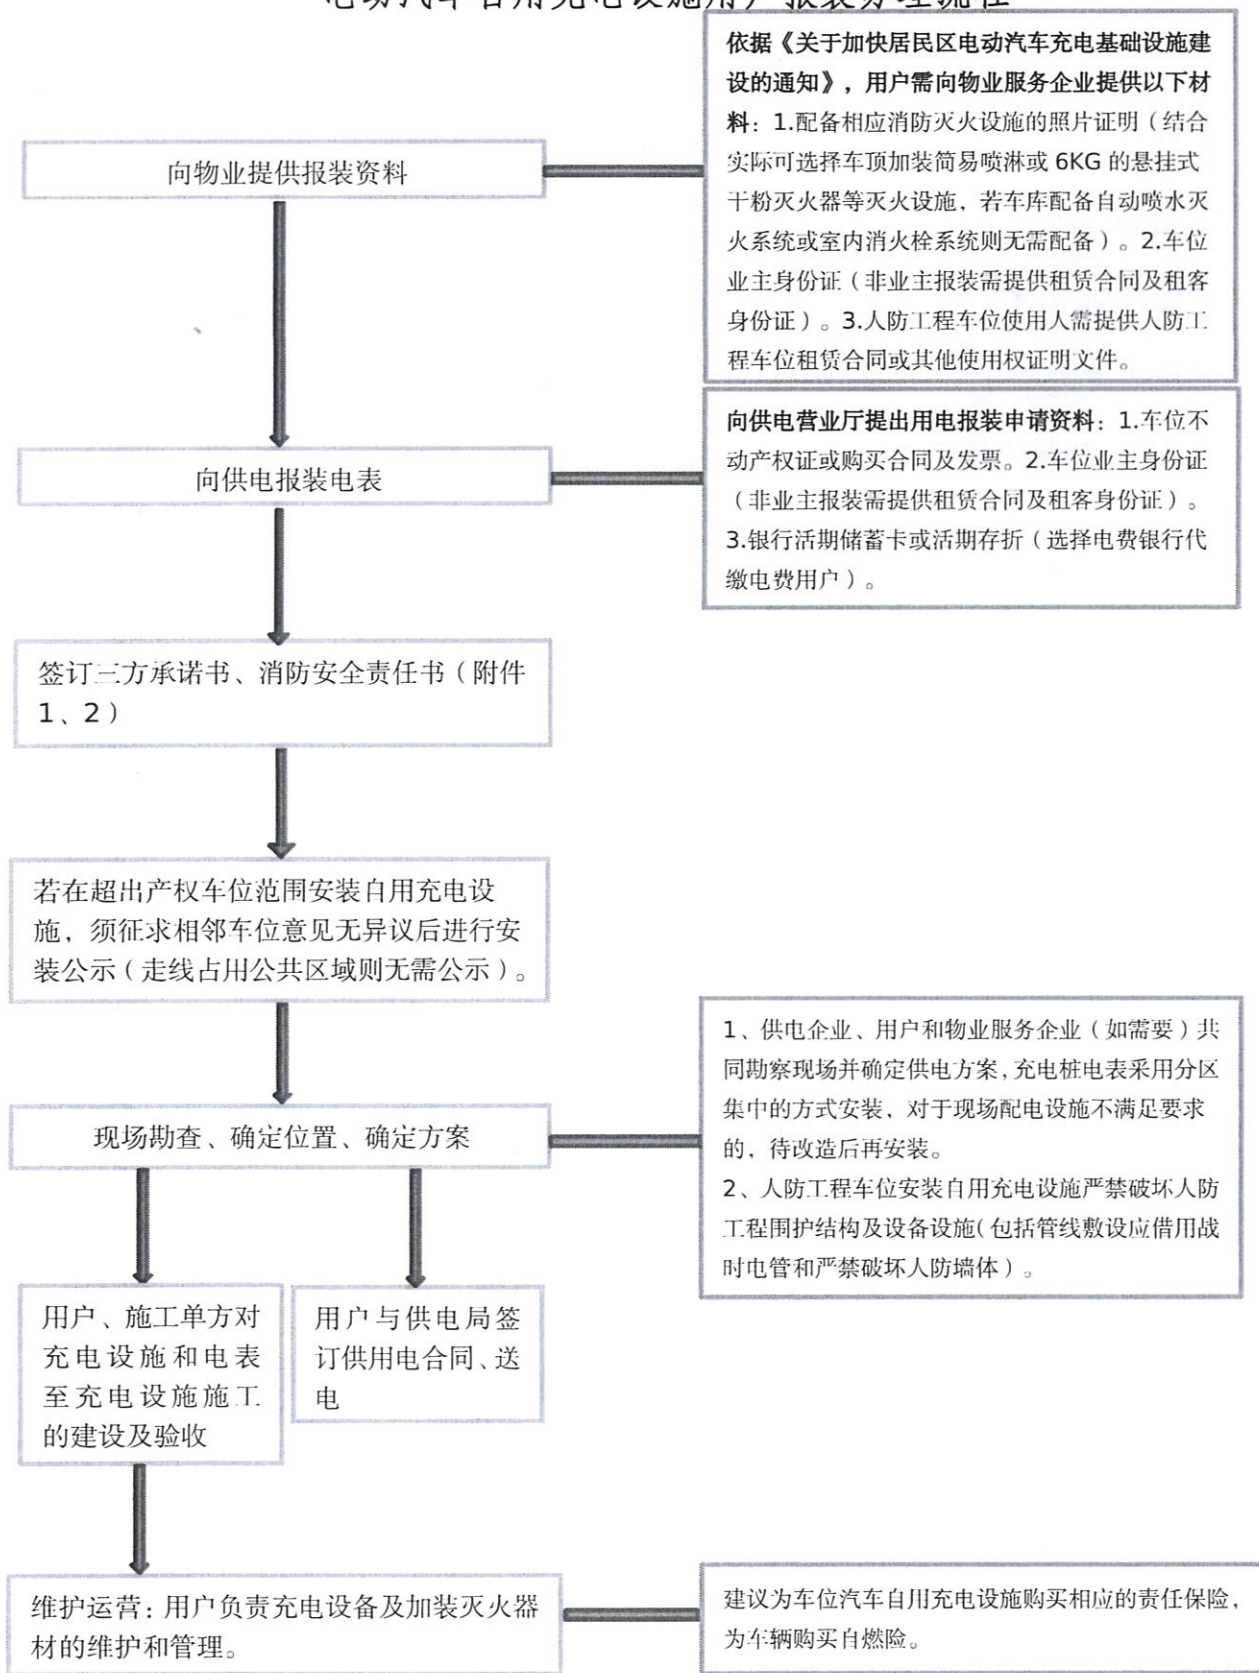 电动汽车自用充电设施用户报装办理流程
依据《关于加快居民区电动汽车充电基础设施建
设的通知》，用户需向物业服务企业提供以下材
料：1.配备相应消防灭火设施的照片证明（结合
实际可选择车顶加装简易喷淋或 6KG 的悬挂式
干粉灭火器等灭火设施，若车库配备自动喷水灭
火系统或室内消火栓系统则无需配备）。2.车位
业主身份证（非业主报装需提供租赁合同及租客
身份证）。3.人防工程车位使用人需提供人防工
程车位租赁合同或其他使用权证明文件。
向物业提供报装资料
向供电营业厅提出用电报装申请资料：1.车位不
动产权证或购买合同及发票。2.车位业主身份证
（非业主报装需提供租赁合同及租客身份证）。
3.银行活期储蓄卡或活期存折（选择电费银行代
缴电费用户）。
向供电报装电表
签订三方承诺书、消防安全责任书（附件
1、2）
若在超出产权车位范围安装自用充电设
施，须征求相邻车位意见无异议后进行安
装公示（走线占用公共区域则无需公示）。
1、供电企业、用户和物业服务企业（如需要）共
同勘察现场并确定供电方案，充电桩电表采用分区
集中的方式安装，对于现场配电设施不满足要求
的，待改造后再安装。
2、人防工程车位安装自用充电设施严禁破坏人防
工程围护结构及设备设施（包括管线敷设应借用战
时电管和严禁破坏人防墙体）。
现场勘查、确定位置、确定方案
用户、施工单方对
充电设施和电表
至充电设施施工
的建设及验收
用户与供电局签
订供用电合同、送
电
维护运营：用户负责充电设备及加装灭火器
材的维护和管理。
建议为车位汽车自用充电设施购买相应的责任保险，
为车辆购买自燃险。